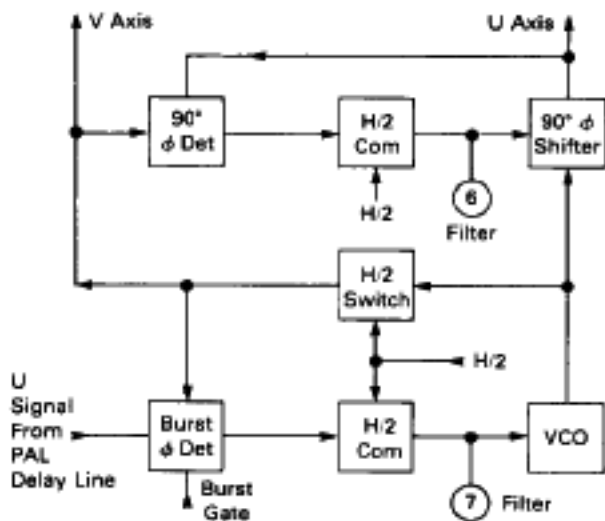 V Axis
U Axis
90°
ϕ Det
H/2
Com
90° ϕ
Shifter
6
H/2
Filter
H/2
Switch
H/2
U
Signal
From
PAL
Delay Line
Burst
ϕ Det
H/2
Com
VCO
Burst
Gate
7
Filter